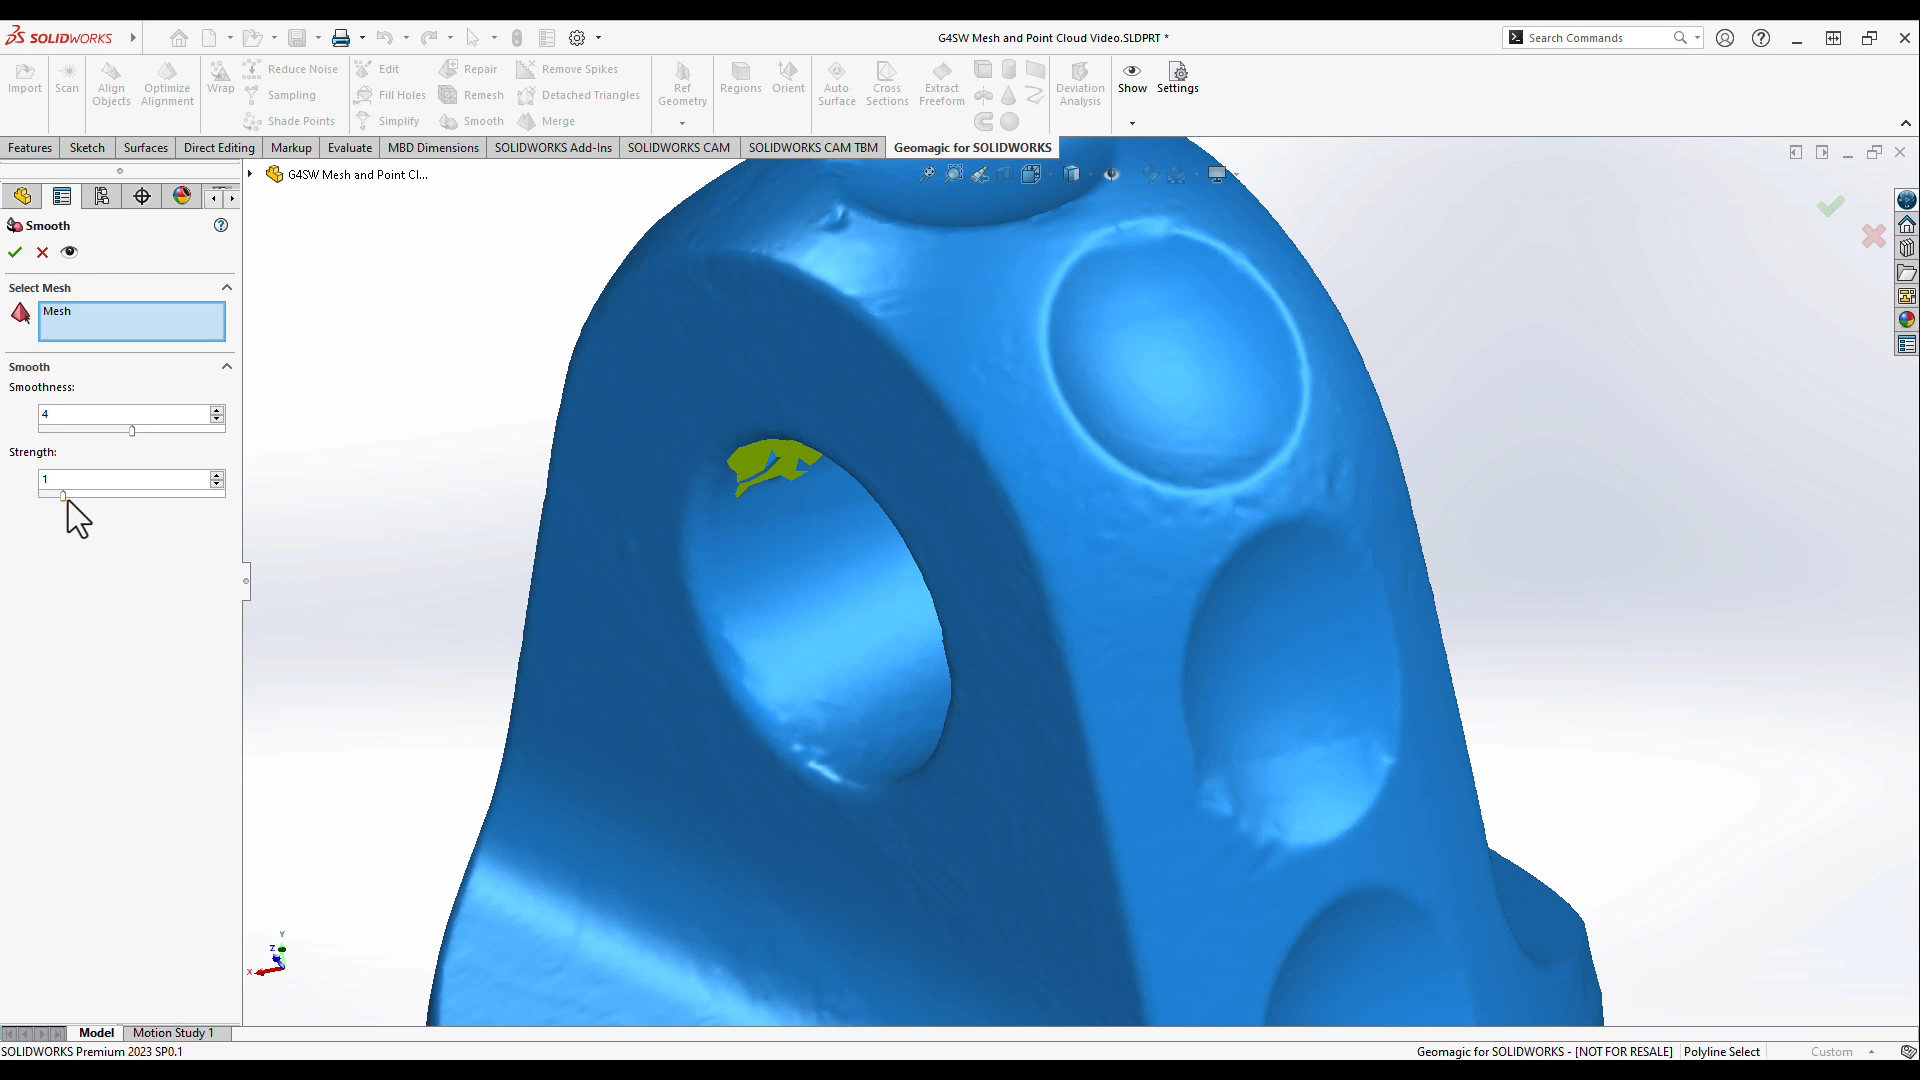 SOLIDWORKS
G4SW Mesh and Point Cloud Video.SLDPRT *
Search Commands
Import
Scan
Align Objects
Optimize Alignment
Wrap
Reduce Noise
Sampling
Shade Points
Edit
Fill Holes
Simplify
Repair
Remesh
Smooth
Remove Spikes
Detached Triangles
Merge
Ref Geometry
Regions
Orient
Auto Surface
Cross Sections
Extract Freeform
Deviation Analysis
Show
Settings
Features
Sketch
Surfaces
Direct Editing
Markup
Evaluate
MBD Dimensions
SOLIDWORKS Add-Ins
SOLIDWORKS CAM
SOLIDWORKS CAM TBM
Geomagic for SOLIDWORKS
G4SW Mesh and Point Cl...
Smooth
Select Mesh
Mesh
Smooth
Smoothness:
4
Strength:
1
Y
Z
X
Model
Motion Study 1
SOLIDWORKS Premium 2023 SP0.1
Geomagic for SOLIDWORKS - [NOT FOR RESALE]
Polyline Select
Custom